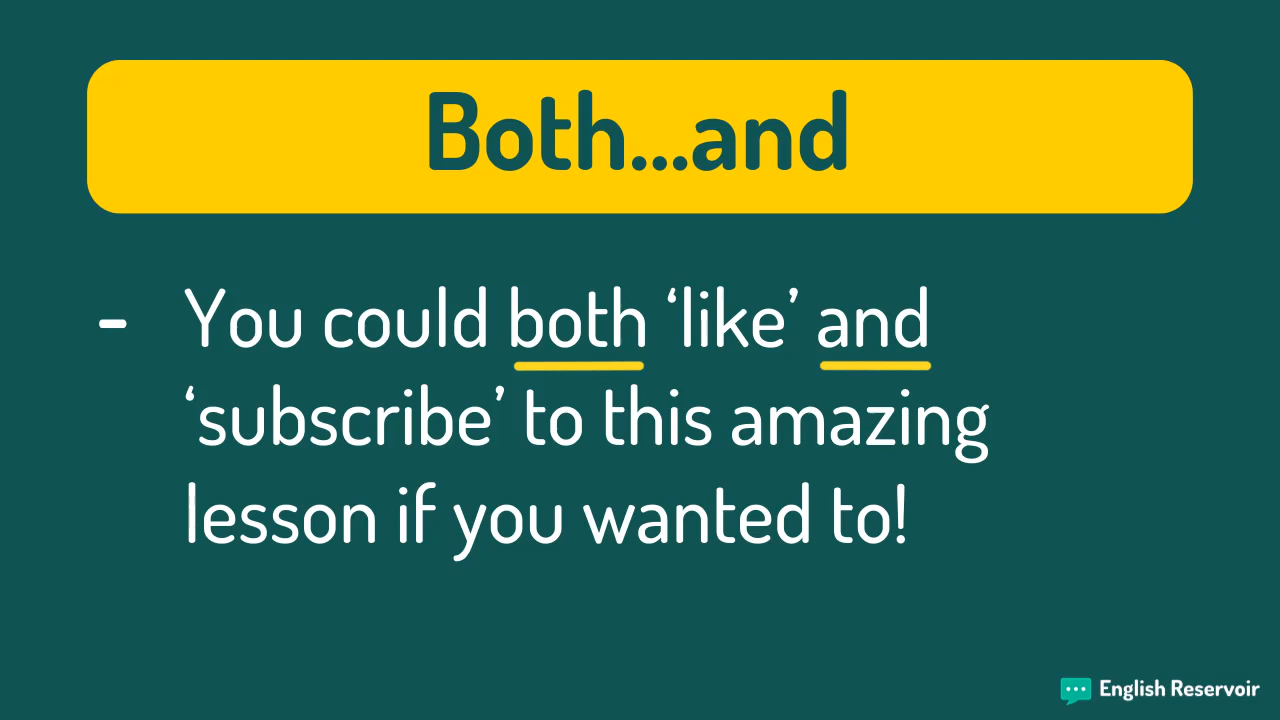 Both...and
- You could both ‘like’ and
‘subscribe’ to this amazing
lesson if you wanted to!
English Reservoir